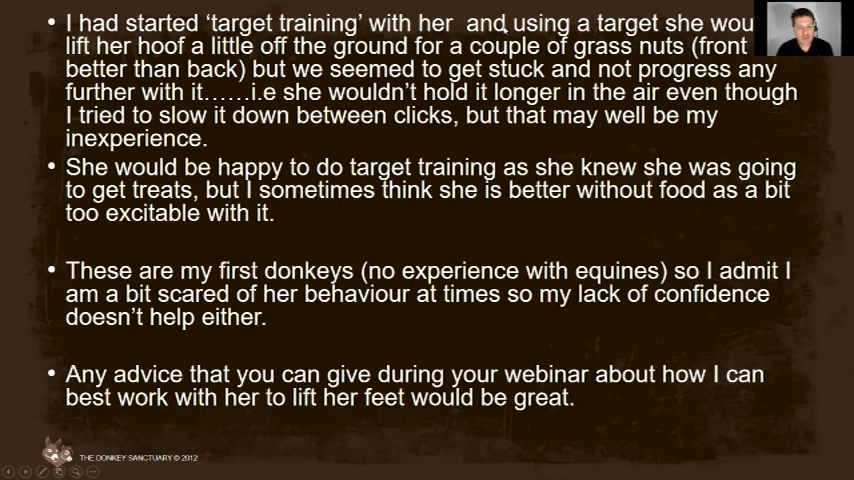 • I had started ‘target training’ with her  and using a target she wou
lift her hoof a little off the ground for a couple of grass nuts (front
better than back) but we seemed to get stuck and not progress any
further with it……i.e she wouldn’t hold it longer in the air even though
I tried to slow it down between clicks, but that may well be my
inexperience.
• She would be happy to do target training as she knew she was going
to get treats, but I sometimes think she is better without food as a bit
too excitable with it.
• These are my first donkeys (no experience with equines) so I admit I
am a bit scared of her behaviour at times so my lack of confidence
doesn’t help either.
• Any advice that you can give during your webinar about how I can
best work with her to lift her feet would be great.
THE DONKEY SANCTUARY © 2012